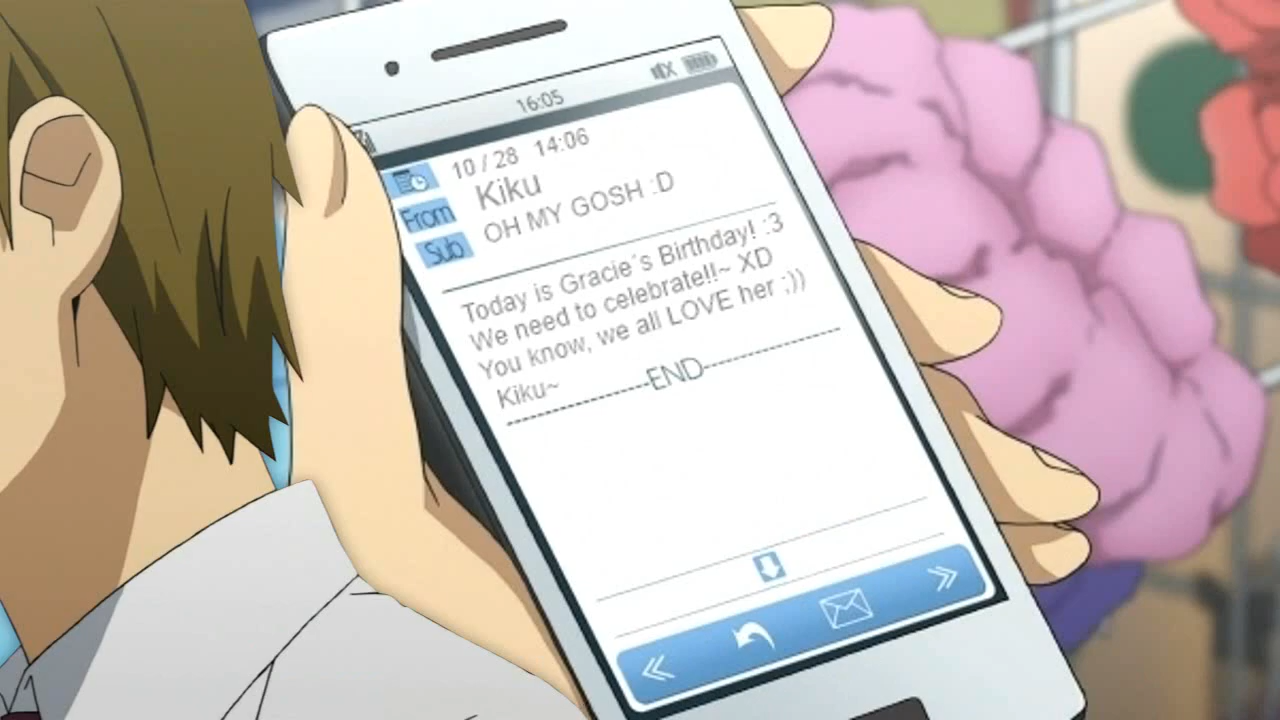 16:05
10 / 28 14:06
From Kiku
Sub OH MY GOSH :D
Today is Gracie´s Birthday! :3
We need to celebrate!!~ XD
You know, we all LOVE her ;))
Kiku~
----------END----------